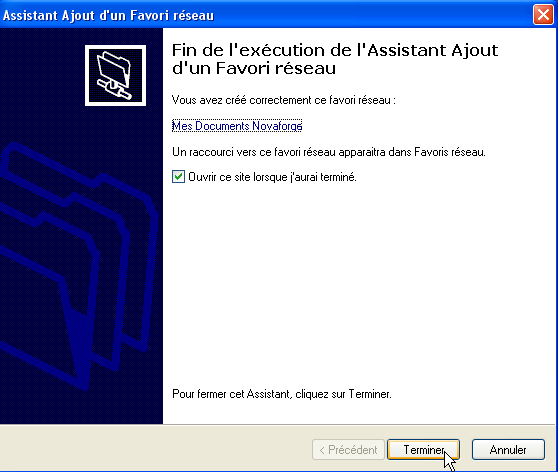 Assistant Ajout d'un Favori réseau
Fin de l'exécution de l'Assistant Ajout
d'un Favori réseau
Vous avez créé correctement ce favori réseau :
Mes Documents Novaforge
Un raccourci vers ce favori réseau apparaitra dans Favoris réseau.
Ouvrir ce site lorsque j'aurai terminé.
Pour fermer cet Assistant, cliquez sur Terminer.
< Précédent
Terminer
Annuler